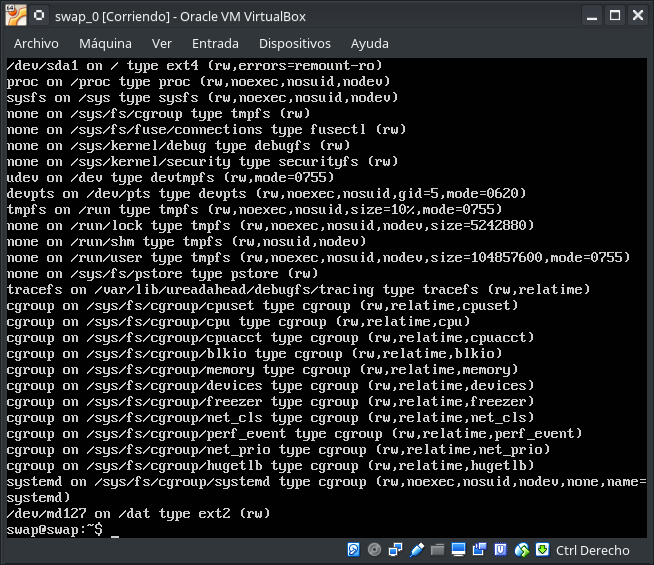 swap_0 [Corriendo] - Oracle VM VirtualBox
Archivo Máquina Ver Entrada Dispositivos Ayuda
/dev/sda1 on / type ext4 (rw,errors=remount-ro)
proc on /proc type proc (rw,noexec,nosuid,nodev)
sysfs on /sys type sysfs (rw,noexec,nosuid,nodev)
none on /sys/fs/cgroup type tmpfs (rw)
none on /sys/fs/fuse/connections type fusectl (rw)
none on /sys/kernel/debug type debugfs (rw)
none on /sys/kernel/security type securityfs (rw)
udev on /dev type devtmpfs (rw,mode=0755)
devpts on /dev/pts type devpts (rw,noexec,nosuid,gid=5,mode=0620)
tmpfs on /run type tmpfs (rw,noexec,nosuid,size=10%,mode=0755)
none on /run/lock type tmpfs (rw,noexec,nosuid,nodev,size=5242880)
none on /run/shm type tmpfs (rw,nosuid,nodev)
none on /run/user type tmpfs (rw,noexec,nosuid,nodev,size=104857600,mode=0755)
none on /sys/fs/pstore type pstore (rw)
tracefs on /var/lib/ureadahead/debugfs/tracing type tracefs (rw,relatime)
cgroup on /sys/fs/cgroup/cpuset type cgroup (rw,relatime,cpuset)
cgroup on /sys/fs/cgroup/cpu type cgroup (rw,relatime,cpu)
cgroup on /sys/fs/cgroup/cpuacct type cgroup (rw,relatime,cpuacct)
cgroup on /sys/fs/cgroup/blkio type cgroup (rw,relatime,blkio)
cgroup on /sys/fs/cgroup/memory type cgroup (rw,relatime,memory)
cgroup on /sys/fs/cgroup/devices type cgroup (rw,relatime,devices)
cgroup on /sys/fs/cgroup/freezer type cgroup (rw,relatime,freezer)
cgroup on /sys/fs/cgroup/net_cls type cgroup (rw,relatime,net_cls)
cgroup on /sys/fs/cgroup/perf_event type cgroup (rw,relatime,perf_event)
cgroup on /sys/fs/cgroup/net_prio type cgroup (rw,relatime,net_prio)
cgroup on /sys/fs/cgroup/hugetlb type cgroup (rw,relatime,hugetlb)
systemd on /sys/fs/cgroup/systemd type cgroup (rw,noexec,nosuid,nodev,none,name=
systemd)
/dev/md127 on /dat type ext2 (rw)
swap@swap:~$ _
Ctrl Derecho